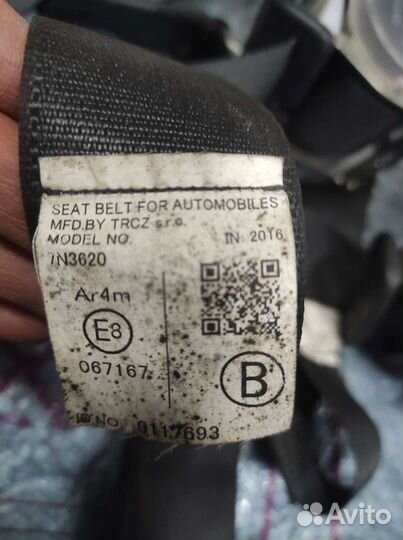 SEAT BELT FOR AUTOMOBILES
MFD.BY TRCZ s.r.o.
MODEL NO. IN 2016
7N3620
Ar4m
E8
067167
B
ID No. 0117693
Avito